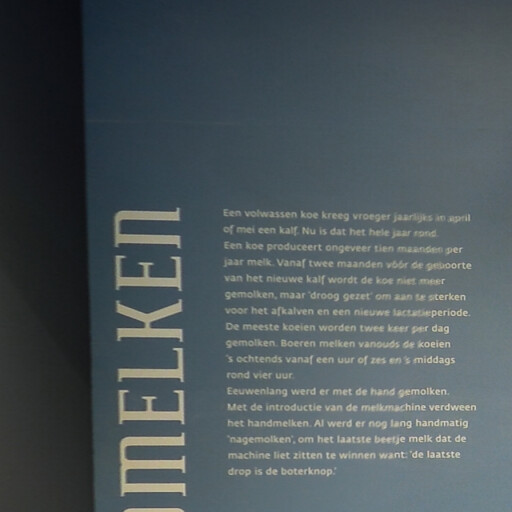 MELKEN
Een volwassen koe kreeg vroeger jaarlijks in april
of mei een kalf. Nu is dat het hele jaar rond.
Een koe produceert ongeveer tien maanden per
jaar melk. Vanaf twee maanden vóór de geboorte
van het nieuwe kalf wordt de koe niet meer
gemolken, maar 'droog gezet' om aan te sterken
voor het afkalven en een nieuwe lactatieperiode.
De meeste koeien worden twee keer per dag
gemolken. Boeren melken vanouds de koeien
's ochtends vanaf een uur of zes en 's middags
rond vier uur.
Eeuwenlang werd er met de hand gemolken.
Met de introductie van de melkmachine verdween
het handmelken. Al werd er nog lang handmatig
'nagemolken', om het laatste beetje melk dat de
machine liet zitten te winnen want: 'de laatste
drop is de boterknop.'